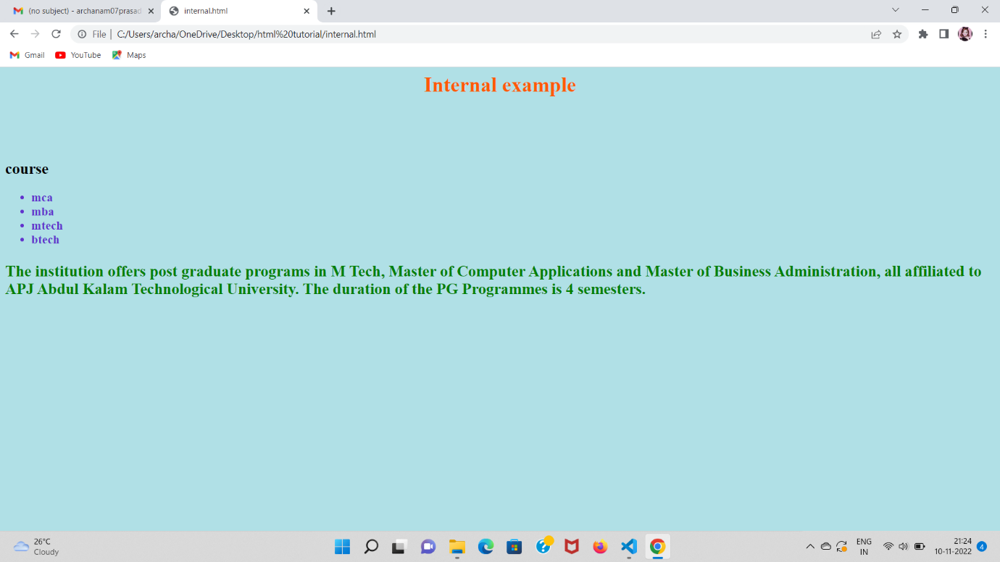 (no subject) - archanam07prasad
internal.html
File | C:/Users/archa/OneDrive/Desktop/html%20tutorial/internal.html
Gmail YouTube Maps
Internal example
course
• mca
• mba
• mtech
• btech
The institution offers post graduate programs in M Tech, Master of Computer Applications and Master of Business Administration, all affiliated to
APJ Abdul Kalam Technological University. The duration of the PG Programmes is 4 semesters.
26°C
Cloudy
ENG
IN
21:24
10-11-2022
4